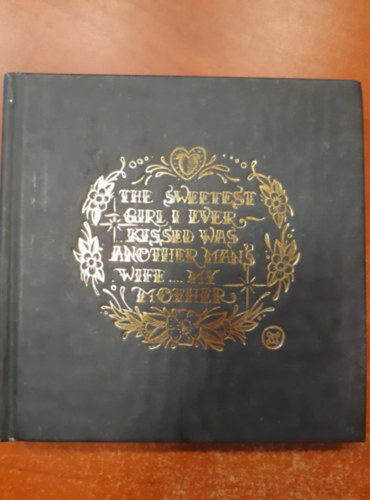 THE SWEETEST
GIRL I EVER
KISSED WAS
ANOTHER MAN'S
WIFE .... MY
MOTHER